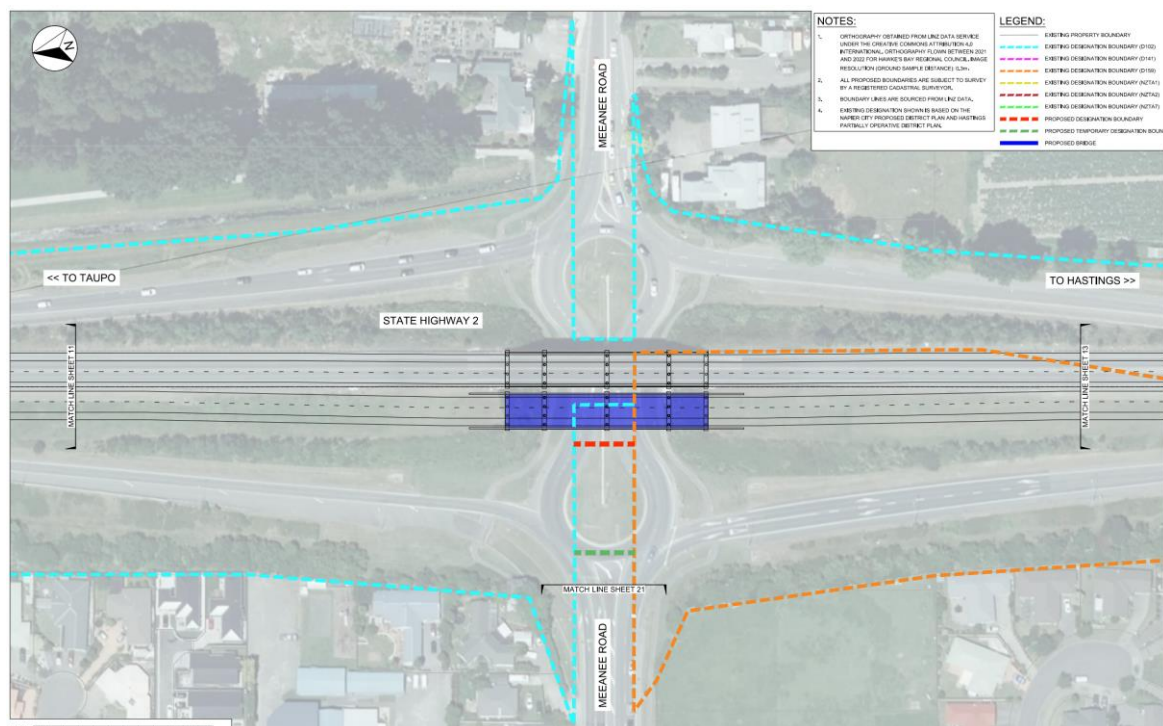 N
MEEANEE ROAD
NOTES:
1. ORTHOGRAPHY OBTAINED FROM LINZ DATA SERVICE
UNDER THE CREATIVE COMMONS ATTRIBUTION 4.0
INTERNATIONAL. ORTHOGRAPHY FLOWN BETWEEN 2021
AND 2022 FOR HAWKE'S BAY REGIONAL COUNCIL. IMAGE
RESOLUTION (GROUND SAMPLE DISTANCE) 0.3m.
2. ALL PROPOSED BOUNDARIES ARE SUBJECT TO SURVEY
BY A REGISTERED CADASTRAL SURVEYOR.
3. BOUNDARY LINES ARE SOURCED FROM LINZ DATA.
4. EXISTING DESIGNATION SHOWN IS BASED ON THE
NAPIER CITY PROPOSED DISTRICT PLAN AND HASTINGS
PARTIALLY OPERATIVE DISTRICT PLAN.
LEGEND:
EXISTING PROPERTY BOUNDARY
EXISTING DESIGNATION BOUNDARY (D102)
EXISTING DESIGNATION BOUNDARY (D141)
EXISTING DESIGNATION BOUNDARY (D159)
EXISTING DESIGNATION BOUNDARY (NZTA1)
EXISTING DESIGNATION BOUNDARY (NZTA2)
EXISTING DESIGNATION BOUNDARY (NZTA7)
PROPOSED DESIGNATION BOUNDARY
PROPOSED TEMPORARY DESIGNATION BOUN
PROPOSED BRIDGE
<< TO TAUPO
TO HASTINGS >>
STATE HIGHWAY 2
MATCH LINE SHEET 11
MATCH LINE SHEET 13
MATCH LINE SHEET 21
MEEANEE ROAD